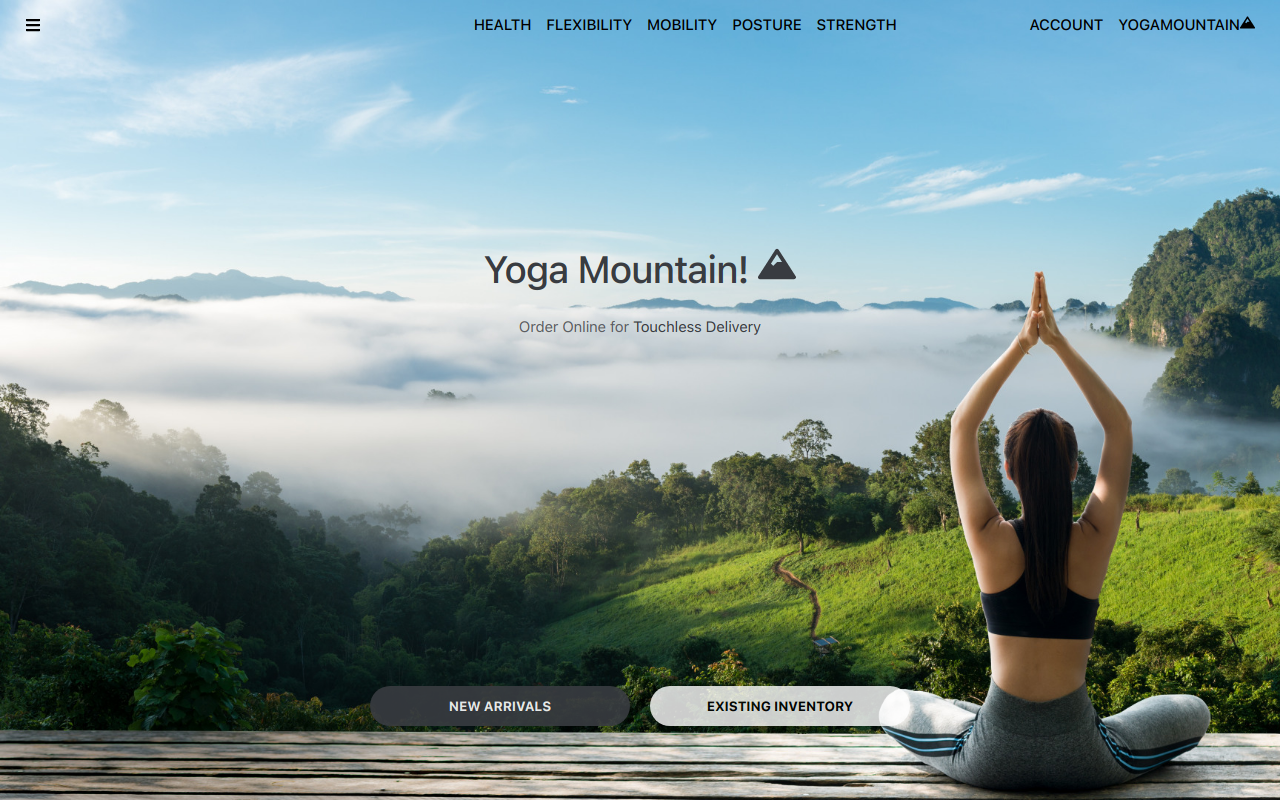 HEALTH FLEXIBILITY MOBILITY POSTURE STRENGTH ACCOUNT YOGAMOUNTAIN
Yoga Mountain!
Order Online for Touchless Delivery
NEW ARRIVALS EXISTING INVENTORY